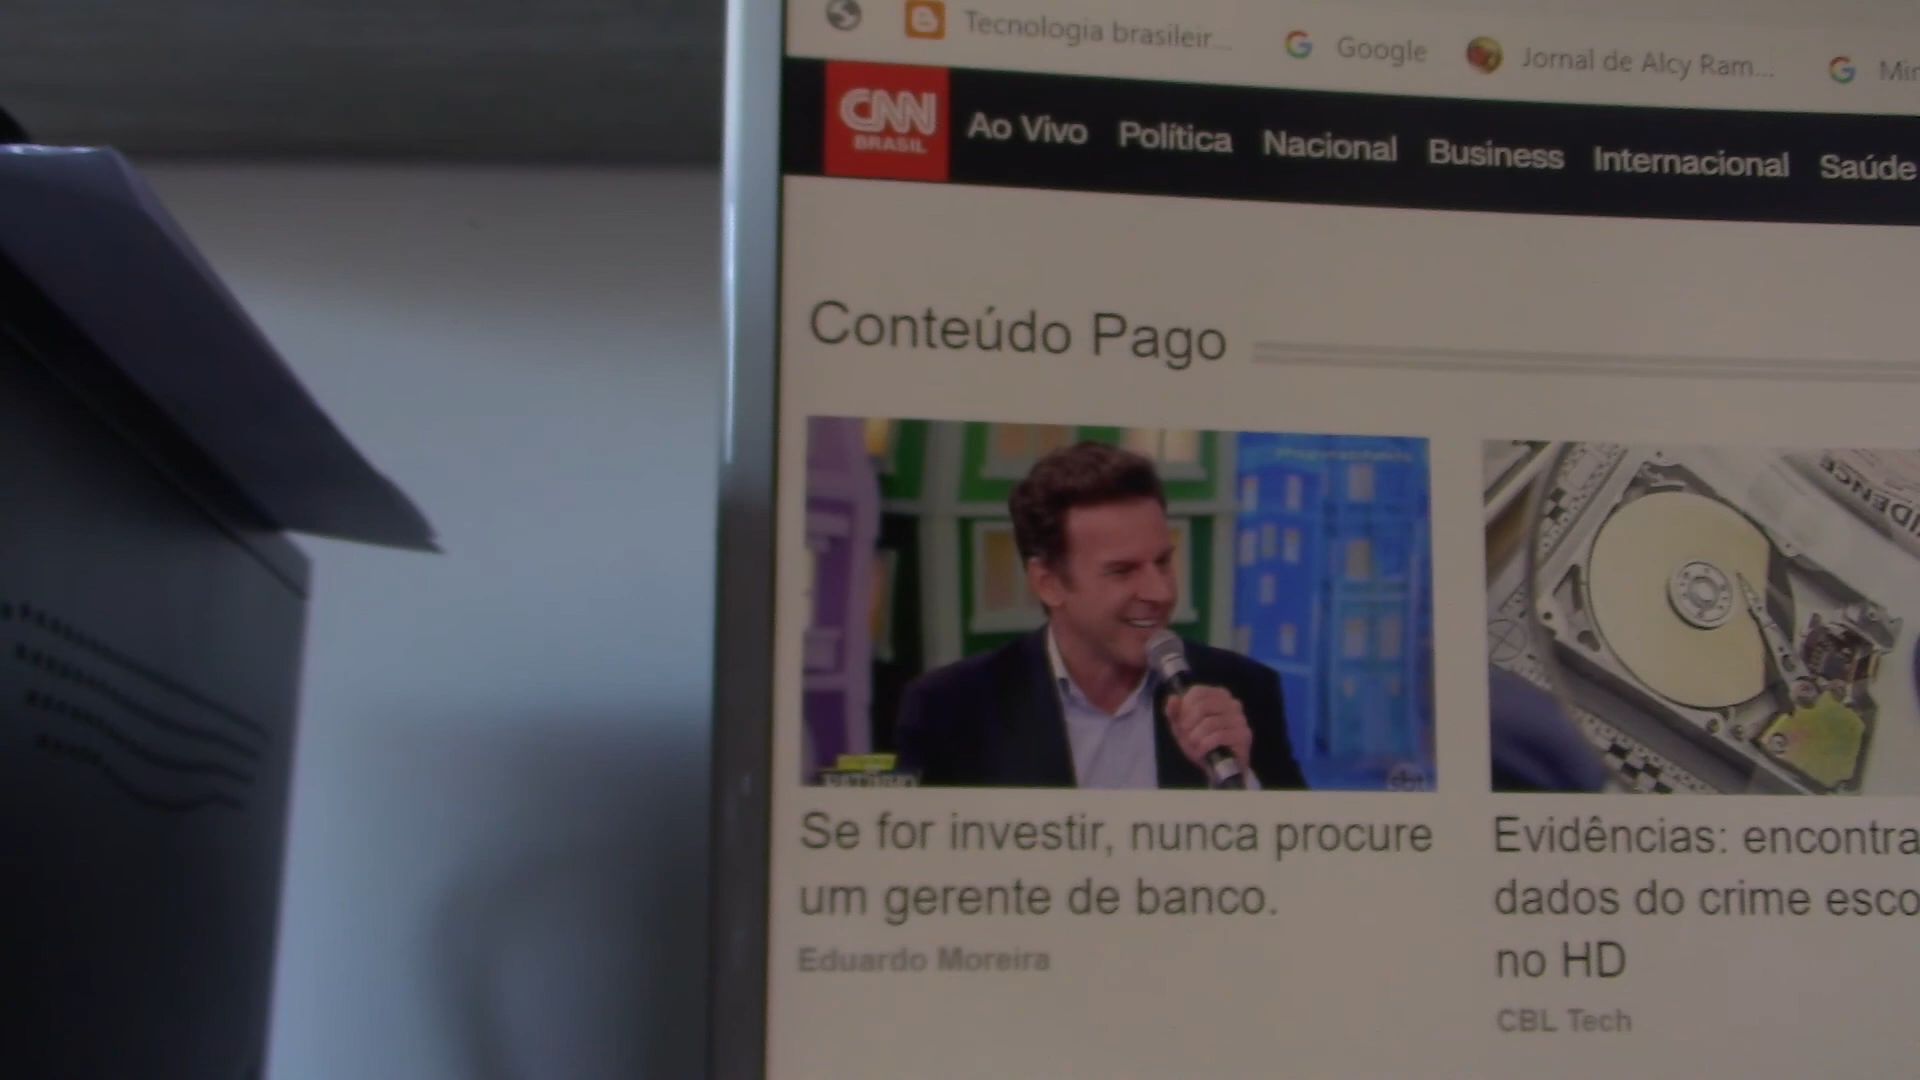 Tecnologia brasileir...
Google
Jornal de Alcy Ram...
CNN
BRASIL
Ao Vivo
Política
Nacional
Business
Internacional
Saúde
Conteúdo Pago
Se for investir, nunca procure
um gerente de banco.
Eduardo Moreira
Evidências: encontra
dados do crime esco
no HD
CBL Tech